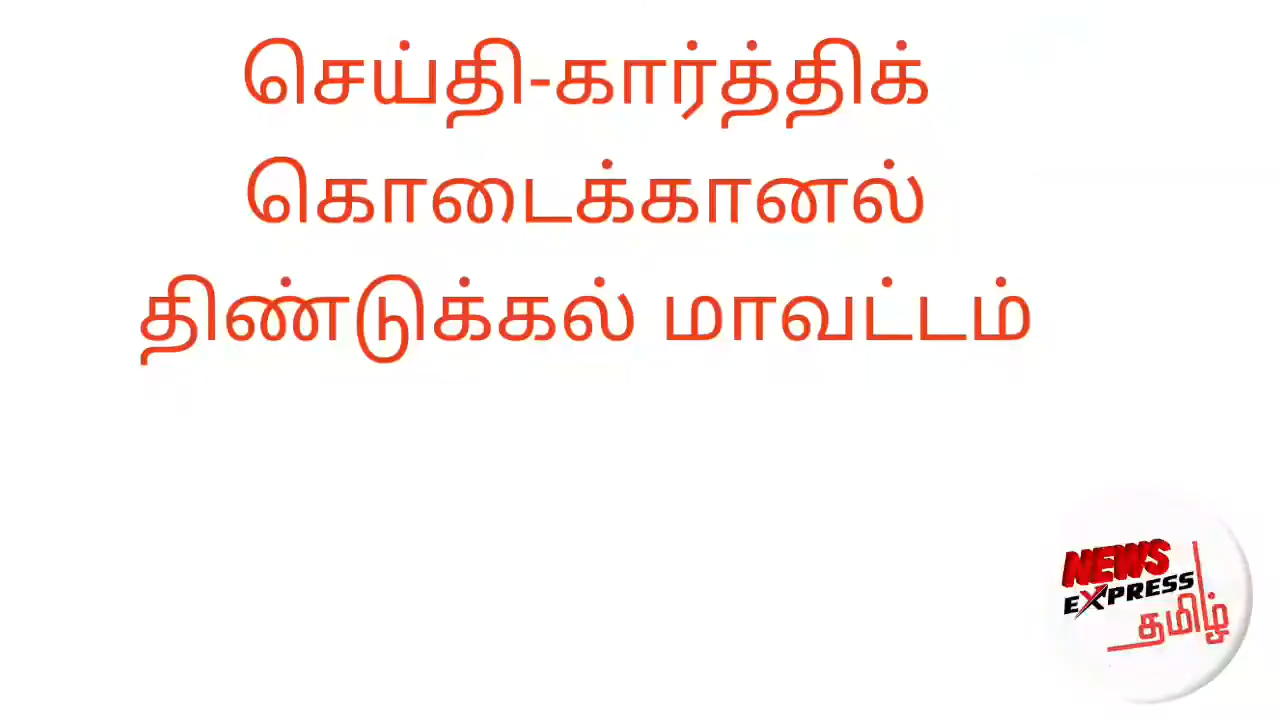 செய்தி-கார்த்திக்
கொடைக்கானல்
திண்டுக்கல் மாவட்டம்
NEWS
EXPRESS
தமிழ்